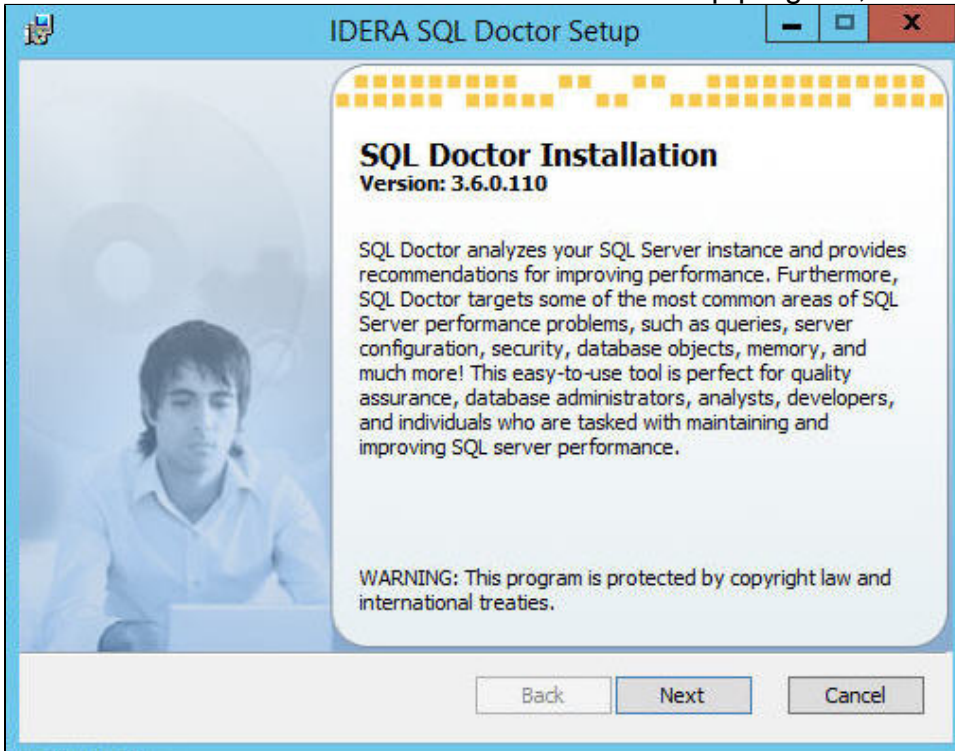 IDERA SQL Doctor Setup
SQL Doctor Installation
Version: 3.6.0.110
SQL Doctor analyzes your SQL Server instance and provides
recommendations for improving performance. Furthermore,
SQL Doctor targets some of the most common areas of SQL
Server performance problems, such as queries, server
configuration, security, database objects, memory, and
much more! This easy-to-use tool is perfect for quality
assurance, database administrators, analysts, developers,
and individuals who are tasked with maintaining and
improving SQL server performance.
WARNING: This program is protected by copyright law and
international treaties.
Back Next Cancel